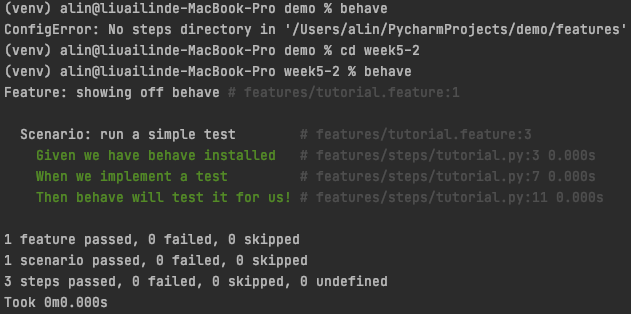 (venv) alin@liuailinde-MacBook-Pro demo % behave
ConfigError: No steps directory in '/Users/alin/PycharmProjects/demo/features'
(venv) alin@liuailinde-MacBook-Pro demo % cd week5-2
(venv) alin@liuailinde-MacBook-Pro week5-2 % behave
Feature: showing off behave # features/tutorial.feature:1
Scenario: run a simple test # features/tutorial.feature:3
Given we have behave installed # features/steps/tutorial.py:3 0.000s
When we implement a test # features/steps/tutorial.py:7 0.000s
Then behave will test it for us! # features/steps/tutorial.py:11 0.000s
1 feature passed, 0 failed, 0 skipped
1 scenario passed, 0 failed, 0 skipped
3 steps passed, 0 failed, 0 skipped, 0 undefined
Took 0m0.000s